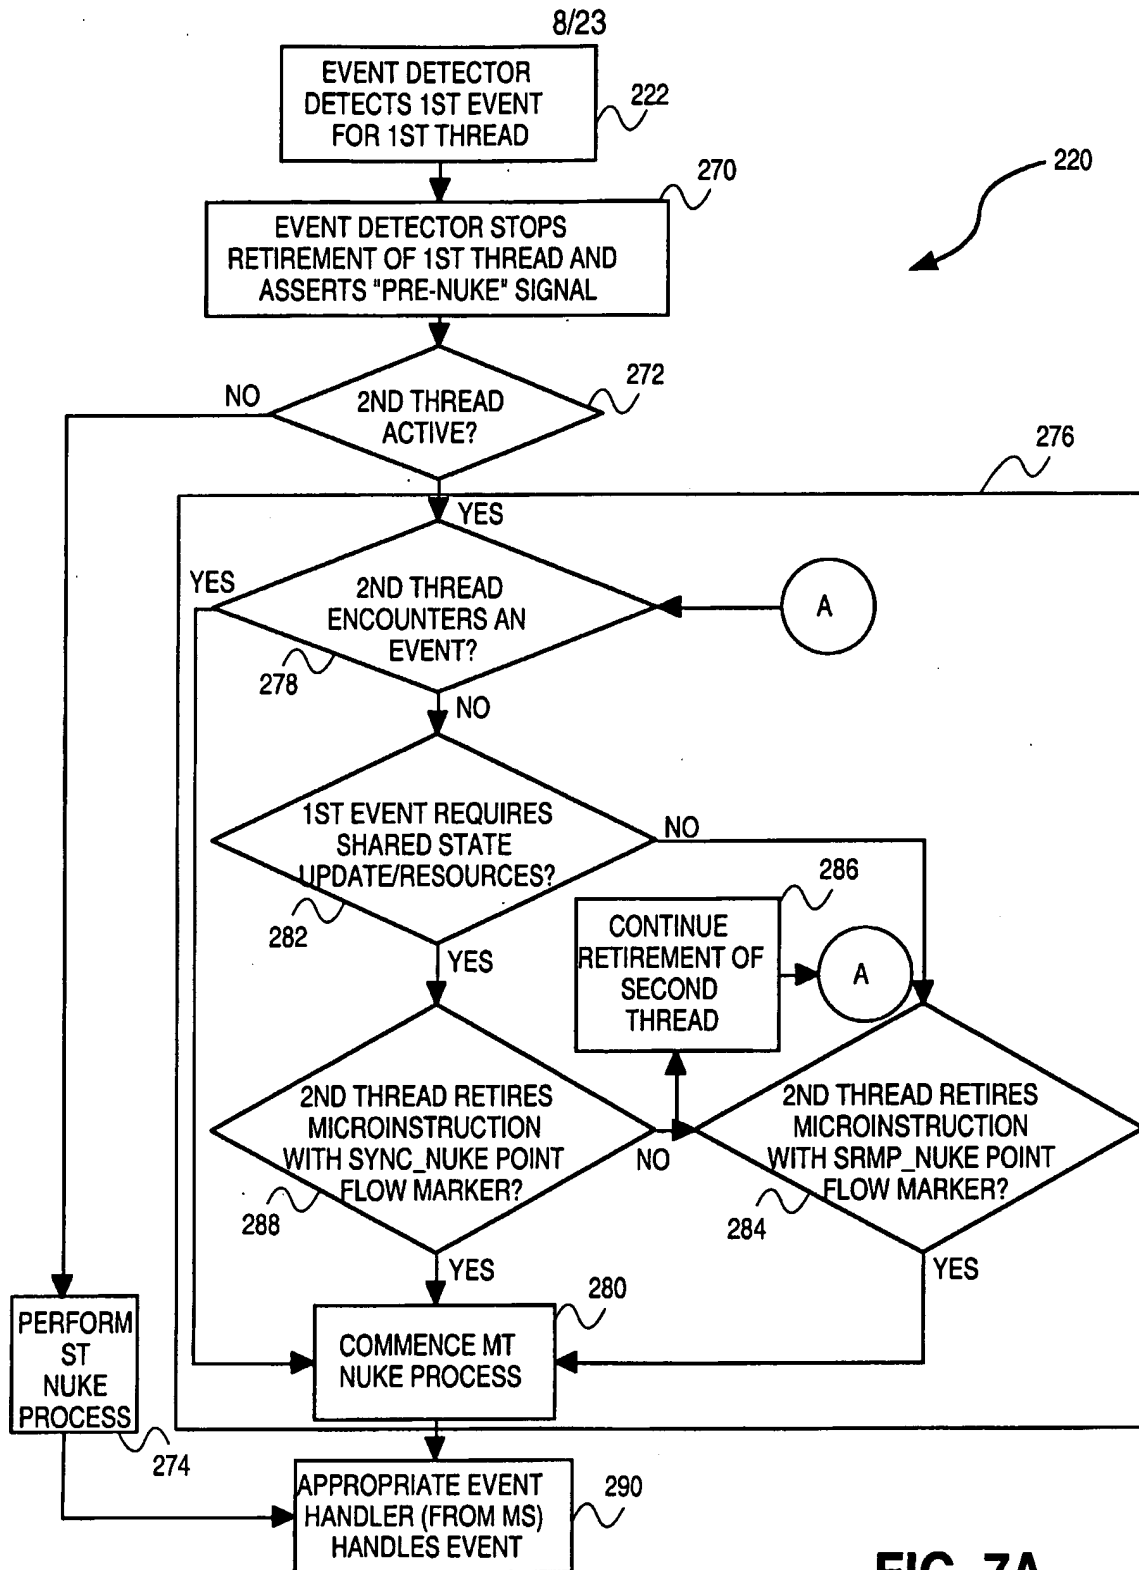 8/23
EVENT DETECTOR
DETECTS 1ST EVENT
FOR 1ST THREAD
222
220
270
EVENT DETECTOR STOPS
RETIREMENT OF 1ST THREAD AND
ASSERTS "PRE-NUKE" SIGNAL
272
NO
2ND THREAD
ACTIVE?
276
YES
YES
2ND THREAD
ENCOUNTERS AN
EVENT?
A
278
NO
1ST EVENT REQUIRES
SHARED STATE
UPDATE/RESOURCES?
NO
282
286
CONTINUE
RETIREMENT OF
SECOND
THREAD
A
YES
2ND THREAD RETIRES
MICROINSTRUCTION
WITH SYNC_NUKE POINT
FLOW MARKER?
NO
288
2ND THREAD RETIRES
MICROINSTRUCTION
WITH SRMP_NUKE POINT
FLOW MARKER?
284
YES
YES
280
COMMENCE MT
NUKE PROCESS
PERFORM
ST
NUKE
PROCESS
274
APPROPRIATE EVENT
HANDLER (FROM MS)
HANDLES EVENT
290
FIG. 7A